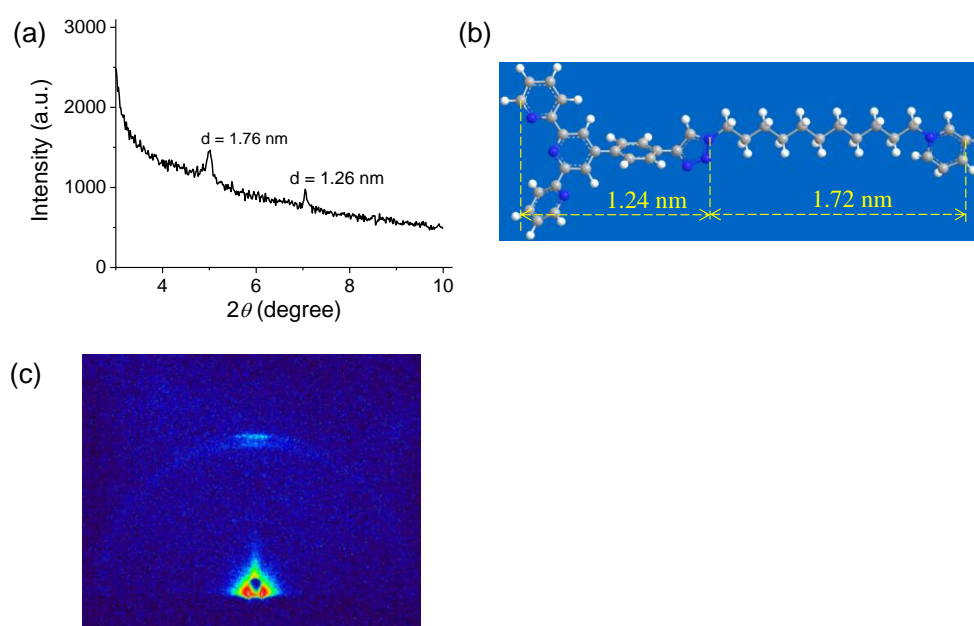 (a)
3000
2000
1000
0
Intensity (a.u.)
d = 1.76 nm
d = 1.26 nm
4 6 8 10
2θ (degree)
(b)
1.24 nm 1.72 nm
(c)